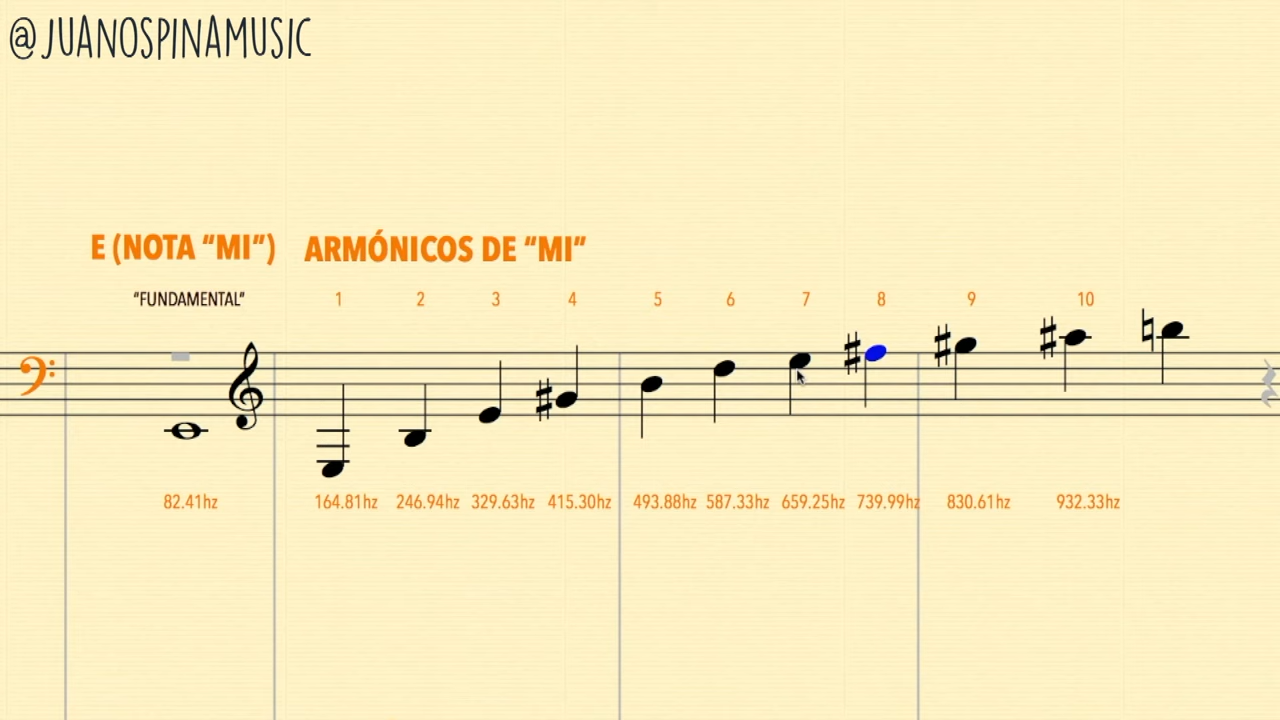 @JUANOSPINAMUSIC
E (NOTA “MI”) ARMÓNICOS DE “MI”
“FUNDAMENTAL” 1 2 3 4 5 6 7 8 9 10
82.41hz 164.81hz 246.94hz 329.63hz 415.30hz 493.88hz 587.33hz 659.25hz 739.99hz 830.61hz 932.33hz